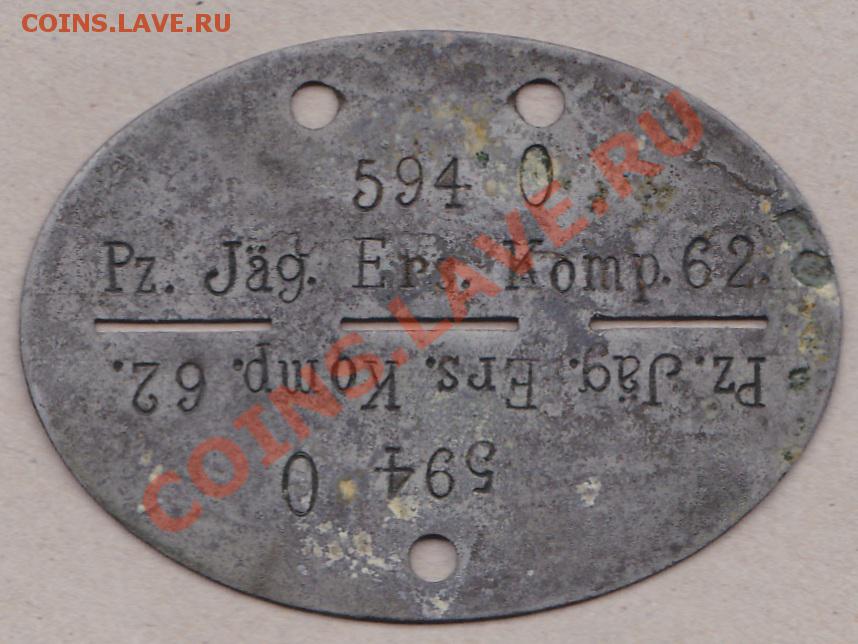 COINS.LAVE.RU
COINS.LAVE.RU
594 0
Pz. Jäg. Ers. Komp. 62.
Pz. Jäg. Ers. Komp. 62.
594 0